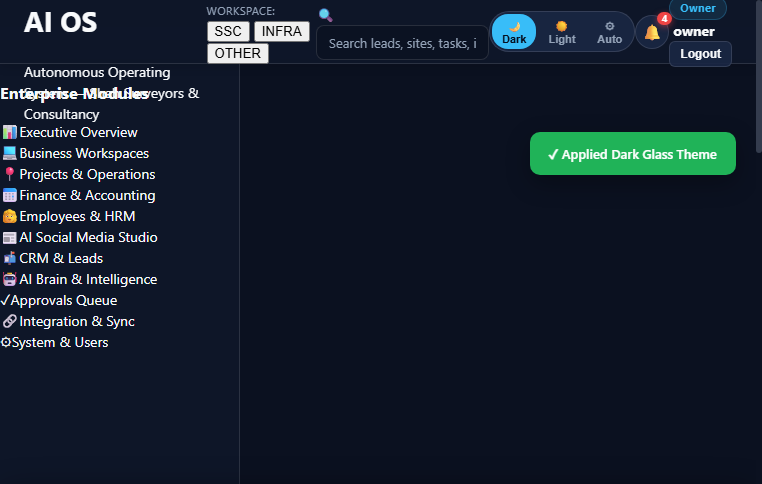 AI OS
WORKSPACE:
SSC
INFRA
OTHER
Search leads, sites, tasks, i
Dark
Light
Auto
4
Owner
owner
Logout
Autonomous Operating
Enterprise Modules
Consultancy
Executive Overview
Business Workspaces
Projects & Operations
Finance & Accounting
Employees & HRM
AI Social Media Studio
CRM & Leads
AI Brain & Intelligence
✓Approvals Queue
Integration & Sync
System & Users
✓ Applied Dark Glass Theme